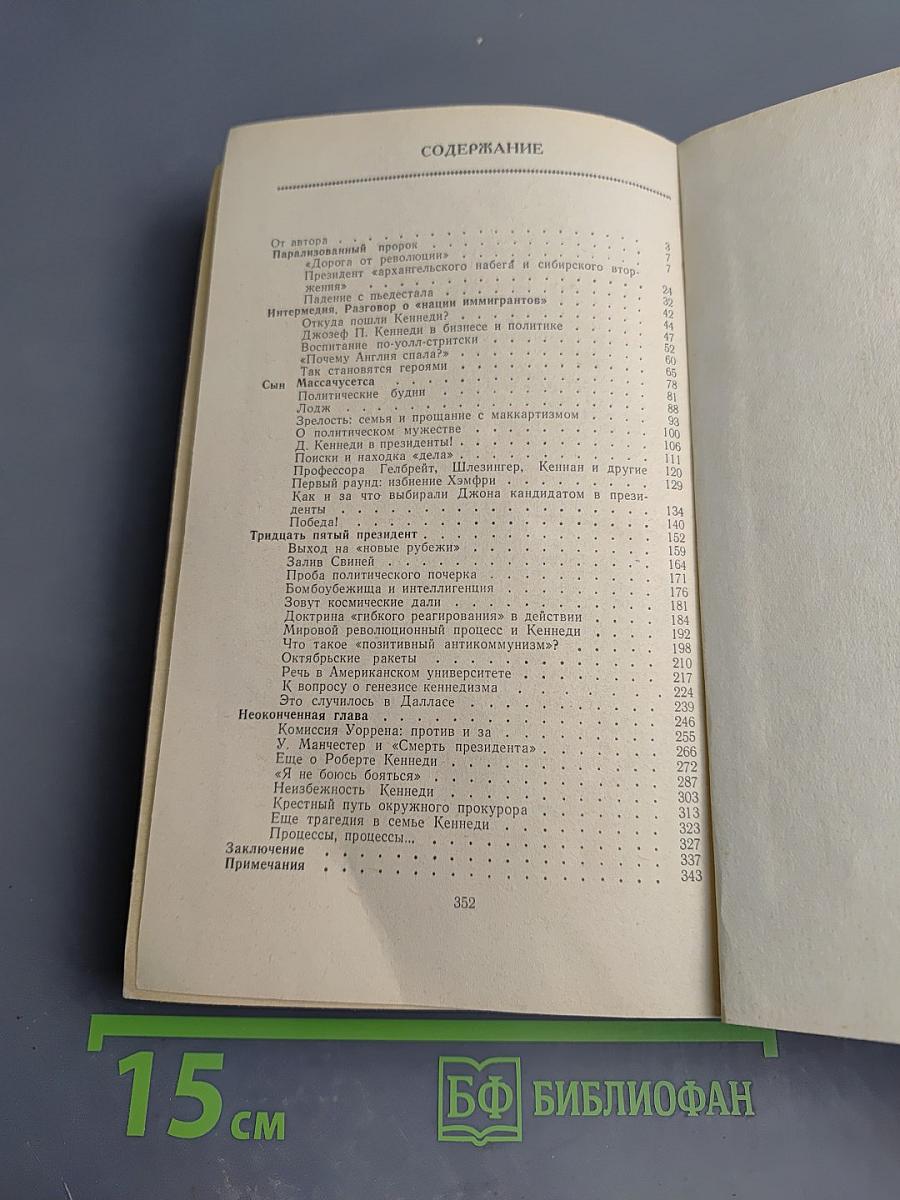 СОДЕРЖАНИЕ
От автора . . . . . . . . . . . . . . . 3
Парализованный пророк . . . . . . . . . . . . 7
«Дорога от революции» . . . . . . . . . . . 7
Президент «архангельского набега и сибирского втор-
жения» . . . . . . . . . . . . . . . 24
Падение с пьедестала . . . . . . . . . . . . 32
Интермедия. Разговор о «нации иммигрантов» . . . . . 42
Откуда пошли Кеннеди? . . . . . . . . . . . 44
Джозеф П. Кеннеди в бизнесе и политике . . . . . 47
Воспитание по-уолл-стритски . . . . . . . . . 52
«Почему Англия спала?» . . . . . . . . . . . 60
Так становятся героями . . . . . . . . . . . 65
Сын Массачусетса . . . . . . . . . . . . . 78
Политические будни . . . . . . . . . . . . 81
Лодж . . . . . . . . . . . . . . . . 88
Зрелость: семья и прощание с маккартизмом . . . . 93
О политическом мужестве . . . . . . . . . . 100
Д. Кеннеди в президенты! . . . . . . . . . . 106
Поиски и находка «дела» . . . . . . . . . . 111
Профессора Гелбрейт, Шлезингер, Кеннан и другие 120
Первый раунд: избиение Хэмфри . . . . . . . . 129
Как и за что выбирали Джона кандидатом в прези-
денты . . . . . . . . . . . . . . . 134
Победа! . . . . . . . . . . . . . . . 140
Тридцать пятый президент . . . . . . . . . . . 152
Выход на «новые рубежи» . . . . . . . . . . 159
Залив Свиней . . . . . . . . . . . . . . 164
Проба политического почерка . . . . . . . . . 171
Бомбоубежища и интеллигенция . . . . . . . . 176
Зовут космические дали . . . . . . . . . . . 181
Доктрина «гибкого реагирования» в действии . . . . 184
Мировой революционный процесс и Кеннеди . . . . 192
Что такое «позитивный антикоммунизм»? . . . . . 198
Октябрьские ракеты . . . . . . . . . . . . 210
Речь в Американском университете . . . . . . . 217
К вопросу о генезисе кеннедизма . . . . . . . . 224
Это случилось в Далласе . . . . . . . . . . 239
Неоконченная глава . . . . . . . . . . . . . 246
Комиссия Уоррена: против и за . . . . . . . . 255
У. Манчестер и «Смерть президента» . . . . . . . 266
Еще о Роберте Кеннеди . . . . . . . . . . . 272
«Я не боюсь бояться» . . . . . . . . . . . . 287
Неизбежность Кеннеди . . . . . . . . . . . 303
Крестный путь окружного прокурора . . . . . . . 313
Еще трагедия в семье Кеннеди . . . . . . . . . 323
Процессы, процессы... . . . . . . . . . . . . 327
Заключение . . . . . . . . . . . . . . . 337
Примечания . . . . . . . . . . . . . . . 343
352
15 см
БФ БИБЛИОФАН